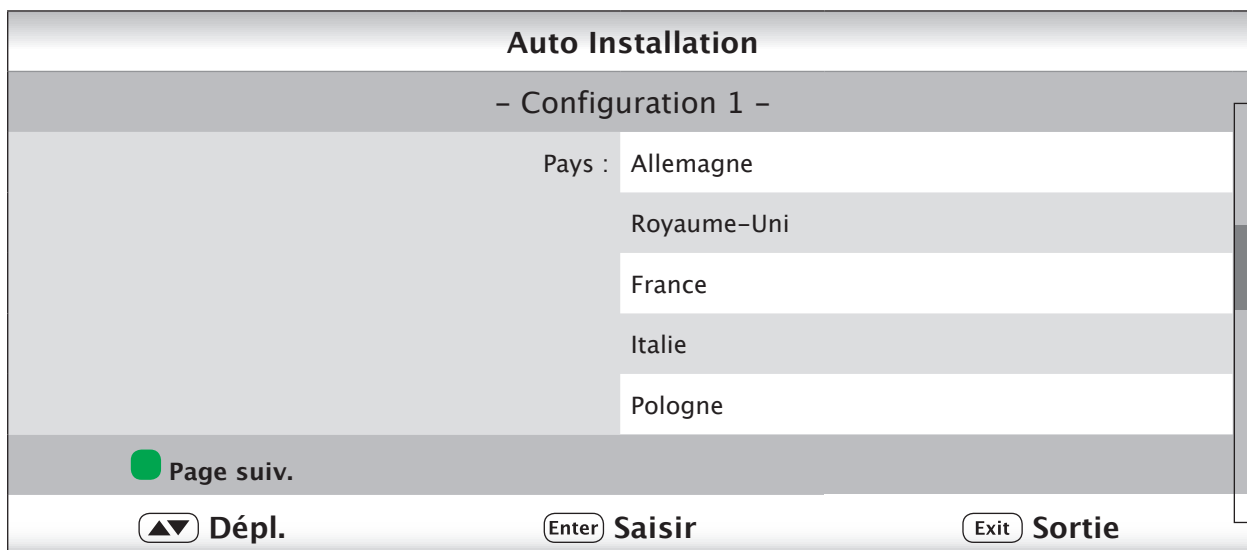 Auto Installation
– Configuration 1 –
Pays : Allemagne
Royaume-Uni
France
Italie
Pologne
Page suiv.
▲▼ Dépl. Enter Saisir Exit Sortie